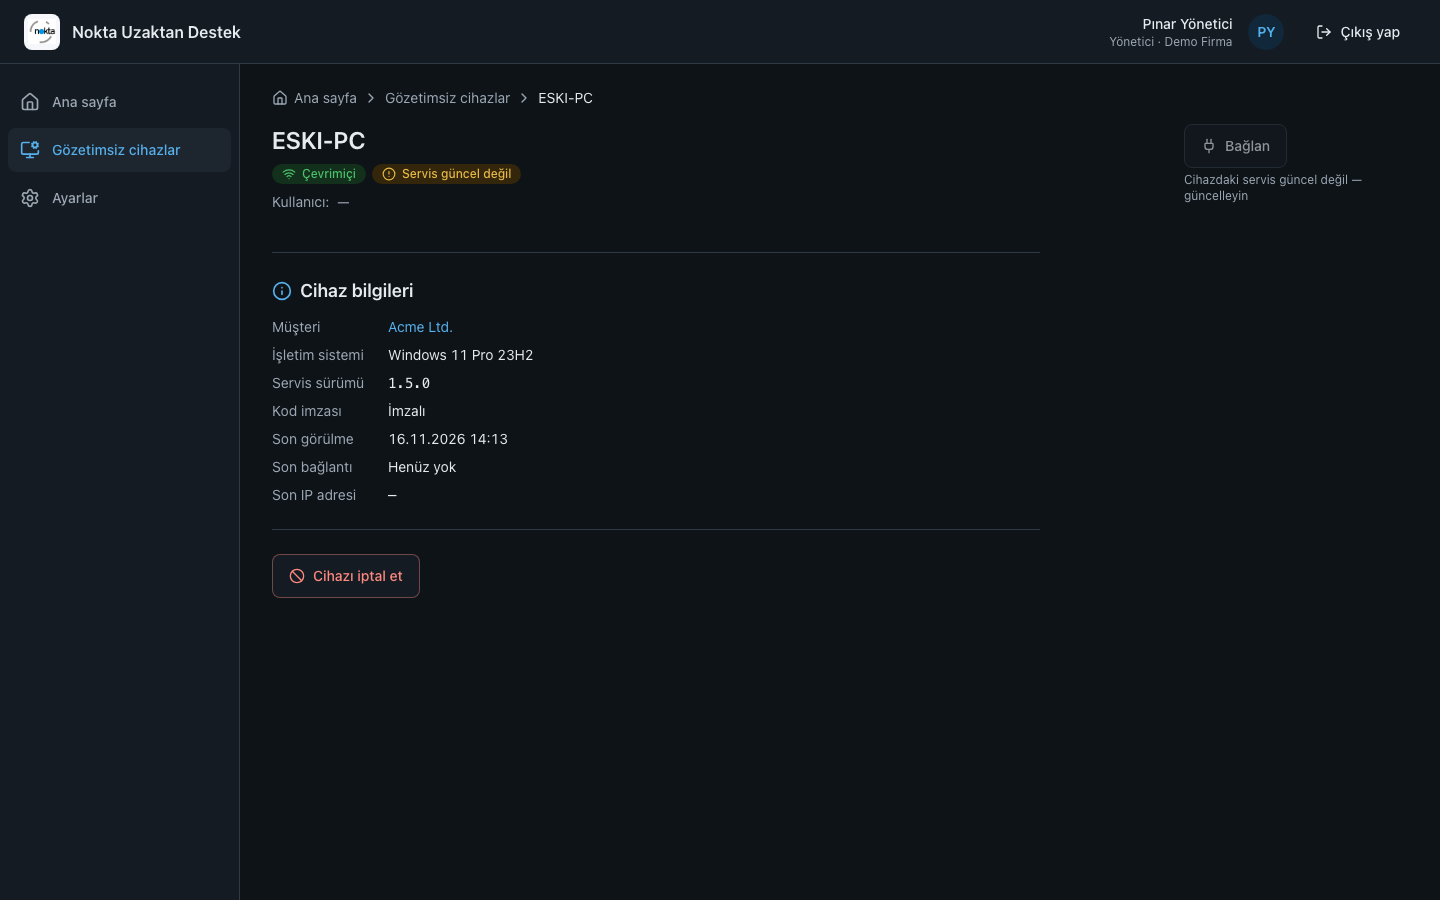 nokta
Nokta Uzaktan Destek
Pınar Yönetici
Yönetici · Demo Firma
PY
Çıkış yap
Ana sayfa
Gözetimsiz cihazlar
Ayarlar
Ana sayfa > Gözetimsiz cihazlar > ESKI-PC
ESKI-PC
Çevrimiçi
Servis güncel değil
Kullanıcı: —
Bağlan
Cihazdaki servis güncel değil —
güncelleyin
Cihaz bilgileri
Müşteri Acme Ltd.
İşletim sistemi Windows 11 Pro 23H2
Servis sürümü 1.5.0
Kod imzası İmzalı
Son görülme 16.11.2026 14:13
Son bağlantı Henüz yok
Son IP adresi —
Cihazı iptal et